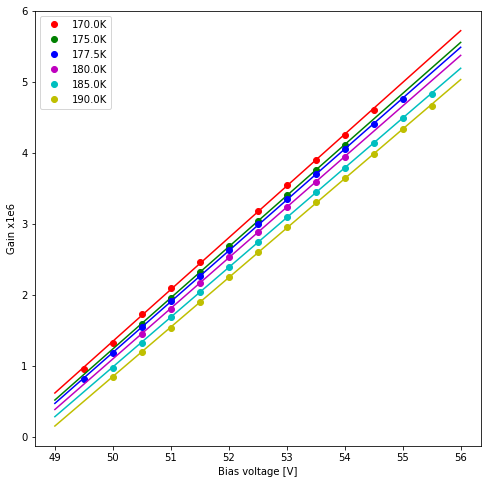 6
170.0K
175.0K
177.5K
180.0K
185.0K
190.0K
5
4
Gain x1e6
3
2
1
0
49 50 51 52 53 54 55 56
Bias voltage [V]